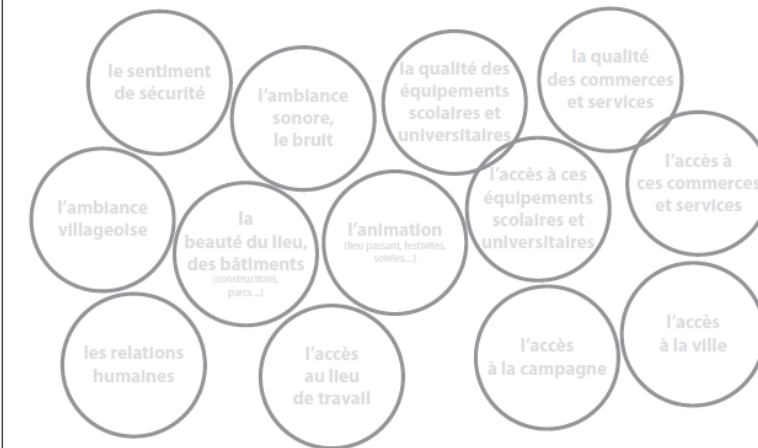 le sentiment
de sécurité
l'ambiance
sonore,
le bruit
la qualité des
équipements
scolaires et
universitaires
la qualité
des commerces
et services
l'ambiance
villageoise
la
beauté du lieu,
des bâtiments
(constructions,
parcs ...)
l'animation
(lieu passant, festivités,
soirées....)
l'accès à ces
équipements
scolaires et
universitaires
l'accès à
ces commerces
et services
les relations
humaines
l'accès
au lieu
de travail
l'accès
à la campagne
l'accès
à la ville